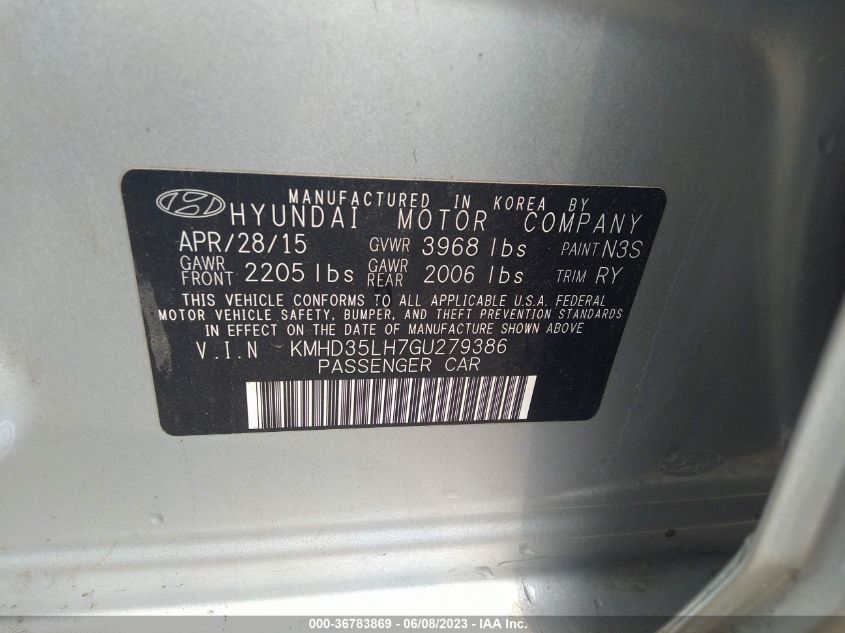 MANUFACTURED IN KOREA BY
HYUNDAI MOTOR COMPANY
APR/28/15 GVWR 3968 lbs PAINT N3S
GAWR FRONT 2205 lbs GAWR REAR 2006 lbs TRIM RY
THIS VEHICLE CONFORMS TO ALL APPLICABLE U.S.A. FEDERAL
MOTOR VEHICLE SAFETY, BUMPER, AND THEFT PREVENTION STANDARDS
IN EFFECT ON THE DATE OF MANUFACTURE SHOWN ABOVE
V.I.N KMHD35LH7GU279386
PASSENGER CAR
000-36783869 - 06/08/2023 - IAA Inc.